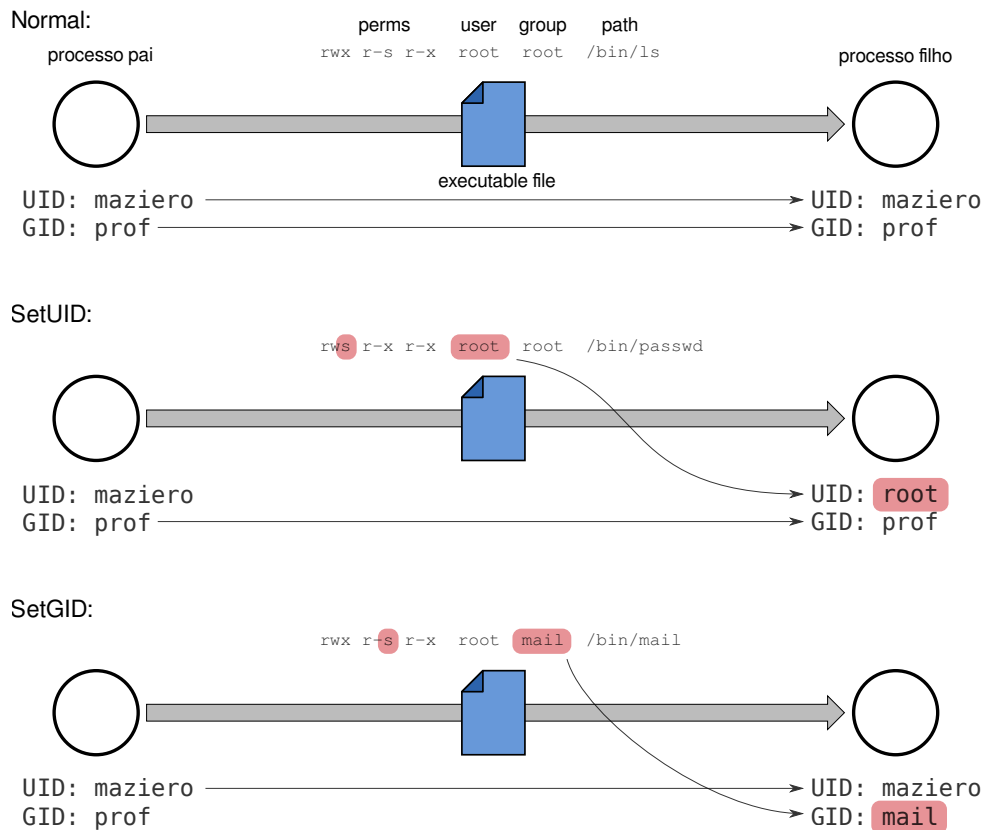 Normal:
perms user group path
rwx r-s r-x root root /bin/ls
processo pai
processo filho
executable file
UID: maziero
GID: prof
UID: maziero
GID: prof
SetUID:
rws r-x r-x root root /bin/passwd
UID: maziero
GID: prof
UID: root
GID: prof
SetGID:
rwx r-s r-x root mail /bin/mail
UID: maziero
GID: prof
UID: maziero
GID: mail